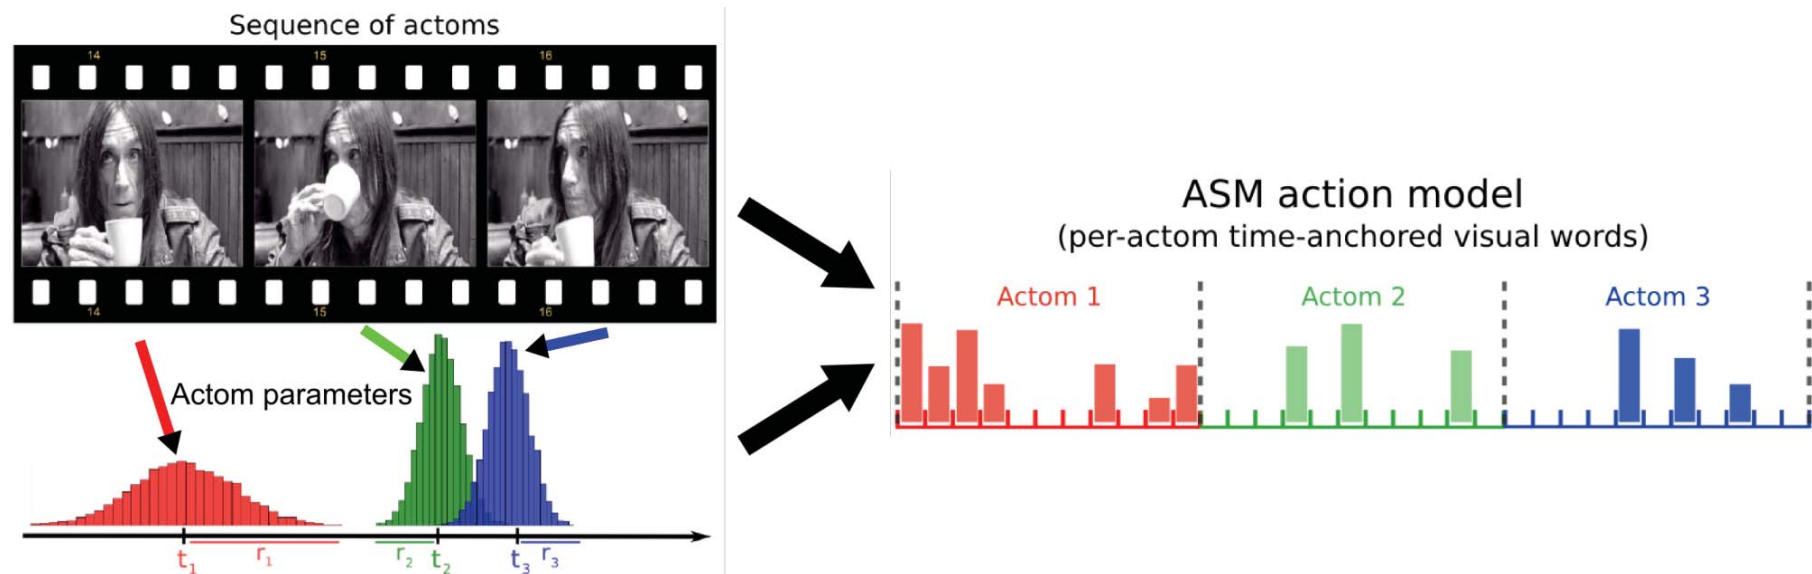 Sequence of actoms
14 15 16
14 15 16
Actom parameters
t1 r1 r2 t2 t3 r3
ASM action model
(per-actom time-anchored visual words)
Actom 1 Actom 2 Actom 3